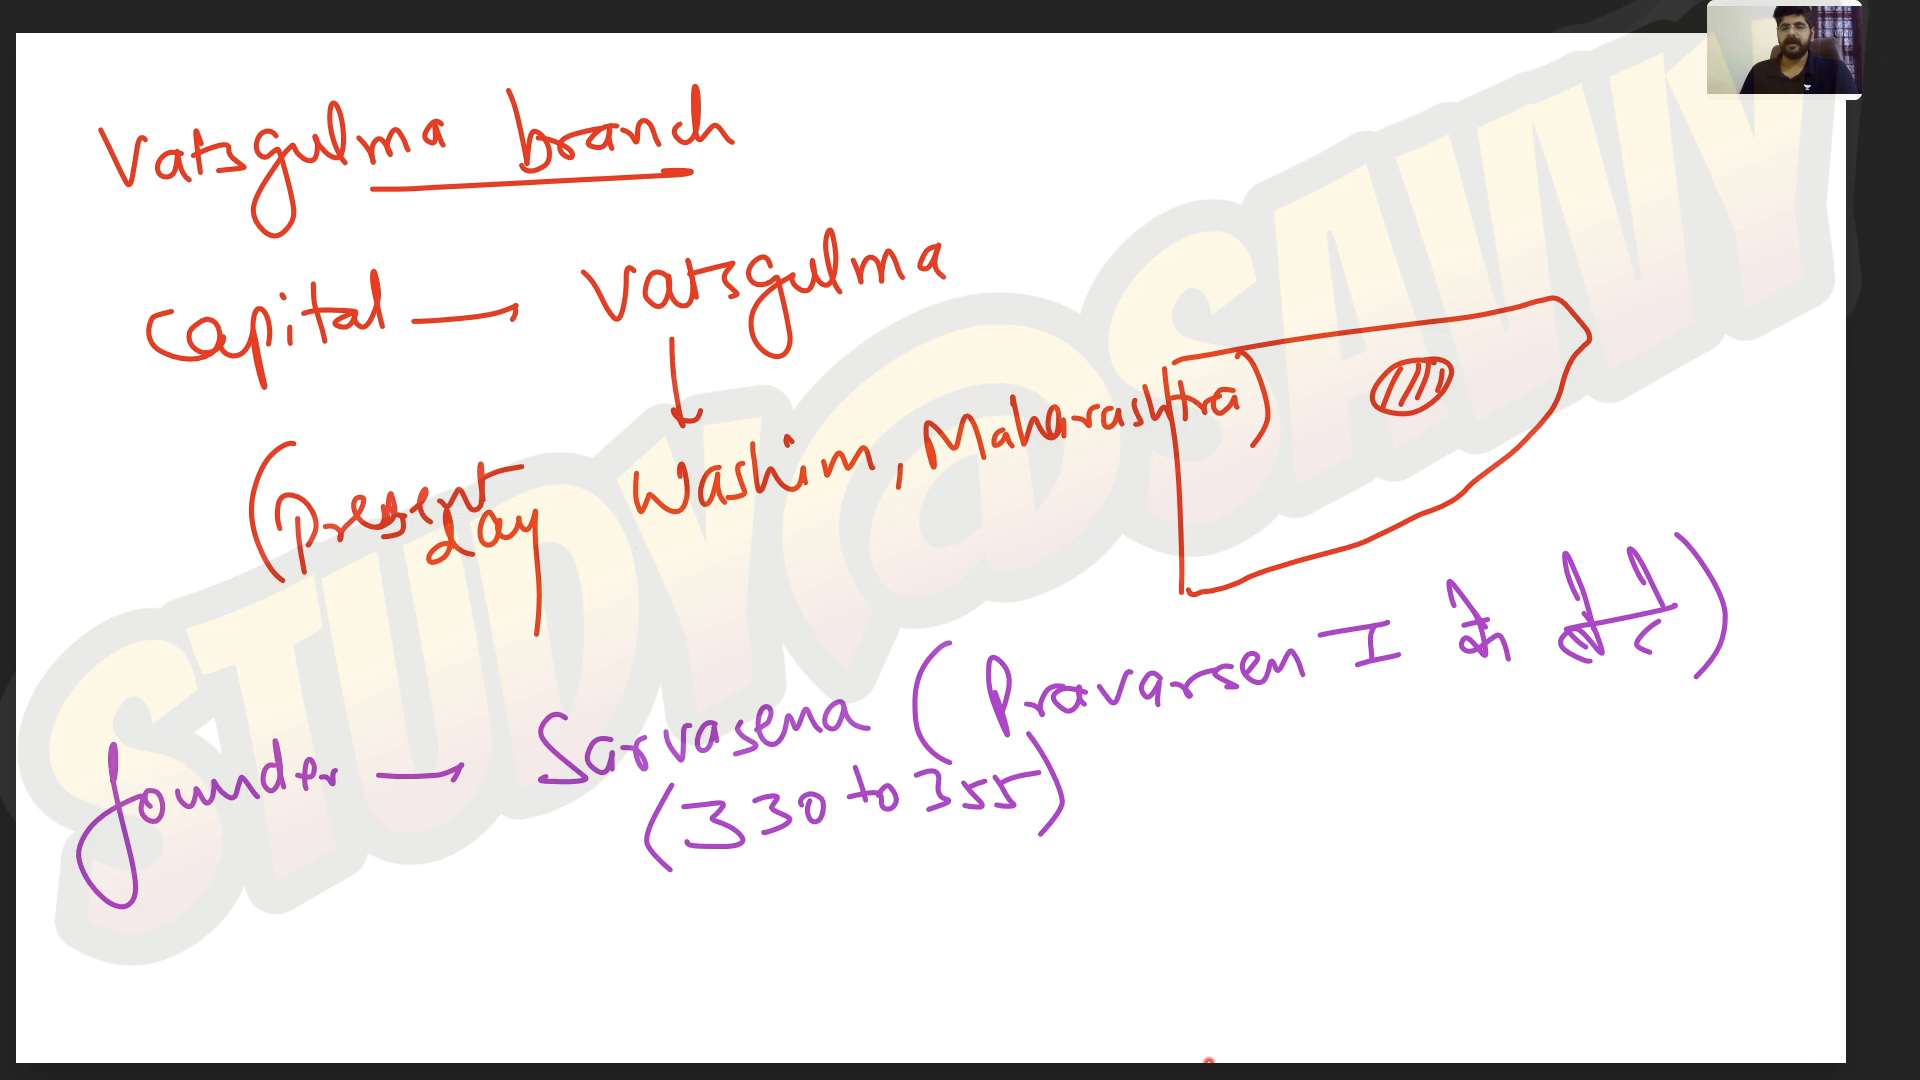 Vatsgulma branch
Capital → Vatsgulma
(Present day Washim, Maharashtra)
founder → Sarvasena (Pravarsen I के बेटे)
(330 to 355)
STUDY@SAVVY